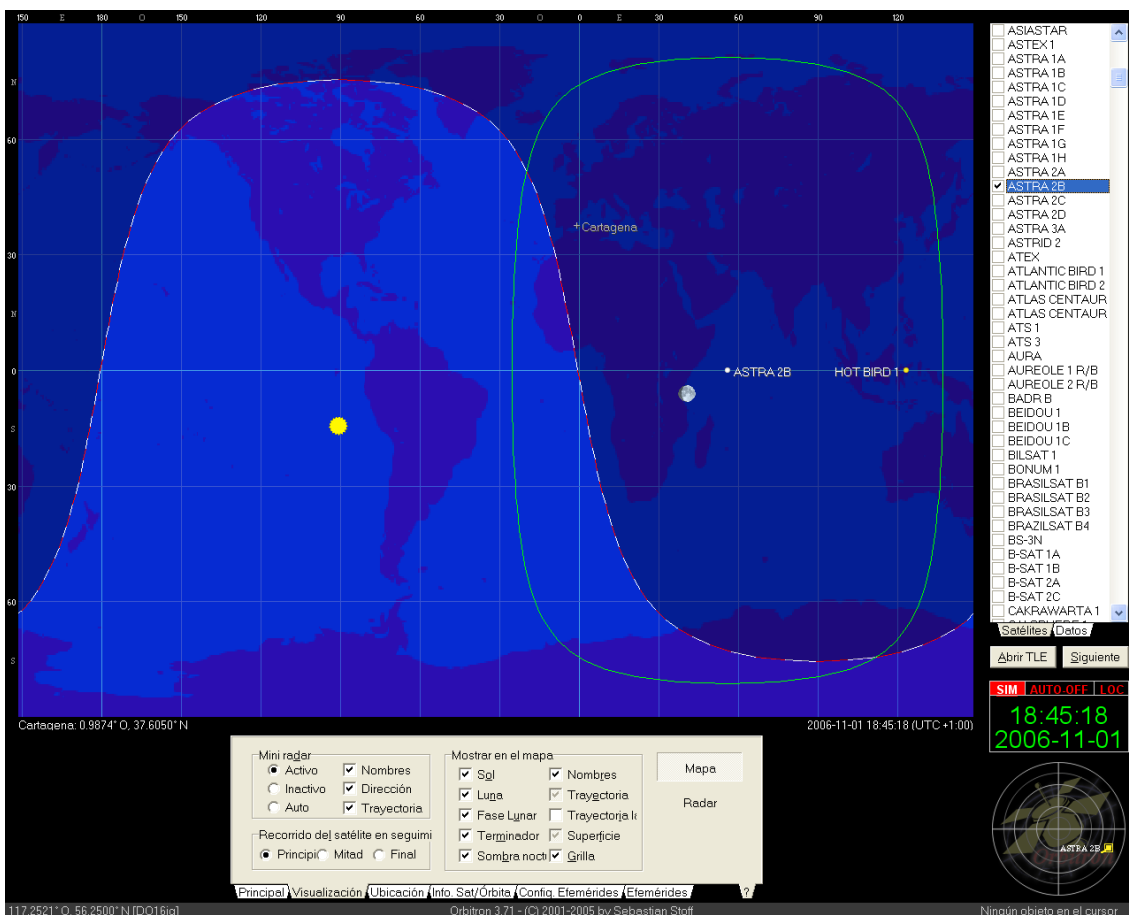 150 E 180 O 150 120 90 60 30 O 0 E 30 60 90 120
N
60
30
N
0
S
30
60
S
Cartagena
ASTRA 2B
HOT BIRD 1
Cartagena: 0.9874° O, 37.6050° N
2006-11-01 18:45:18 (UTC +1:00)
ASIASTAR
ASTEX 1
ASTRA 1A
ASTRA 1B
ASTRA 1C
ASTRA 1D
ASTRA 1E
ASTRA 1F
ASTRA 1G
ASTRA 1H
ASTRA 2A
ASTRA 2B
ASTRA 2C
ASTRA 2D
ASTRA 3A
ASTRID 2
ATEX
ATLANTIC BIRD 1
ATLANTIC BIRD 2
ATLAS CENTAUR
ATLAS CENTAUR
ATS 1
ATS 3
AURA
AUREOLE 1 R/B
AUREOLE 2 R/B
BADR B
BEIDOU 1
BEIDOU 1B
BEIDOU 1C
BILSAT 1
BONUM 1
BRASILSAT B1
BRASILSAT B2
BRASILSAT B3
BRAZILSAT B4
BS-3N
B-SAT 1A
B-SAT 1B
B-SAT 2A
B-SAT 2C
CAKRAWARTA 1
Satélites Datos
Abrir TLE Siguiente
SIM AUTO-OFF LOC
18:45:18
2006-11-01
ASTRA 2B
Mini radar
Activo Nombres
Inactivo Dirección
Auto Trayectoria
Recorrido del satélite en seguimi
Principi Mitad Final
Mostrar en el mapa
Sol Nombres
Luna Trayectoria
Fase Lunar Trayectoria
Terminador Superficie
Sombra noct Grilla
Mapa
Radar
Principal Visualización Ubicación Info. Sat/Órbita Config. Efemérides Efemérides ?
117.2521° O, 56.2500° N [DO16ig]
Orbitron 3.71 - (C) 2001-2005 by Sebastian Stoff
Ningún objeto en el cursor